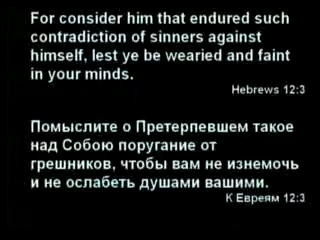 For consider him that endured such
contradiction of sinners against
himself, lest ye be wearied and faint
in your minds.
Hebrews 12:3
Помыслите о Претерпевшем такое
над Собою поругание от
грешников, чтобы вам не изнемочь
и не ослабеть душами вашими.
К Евреям 12:3